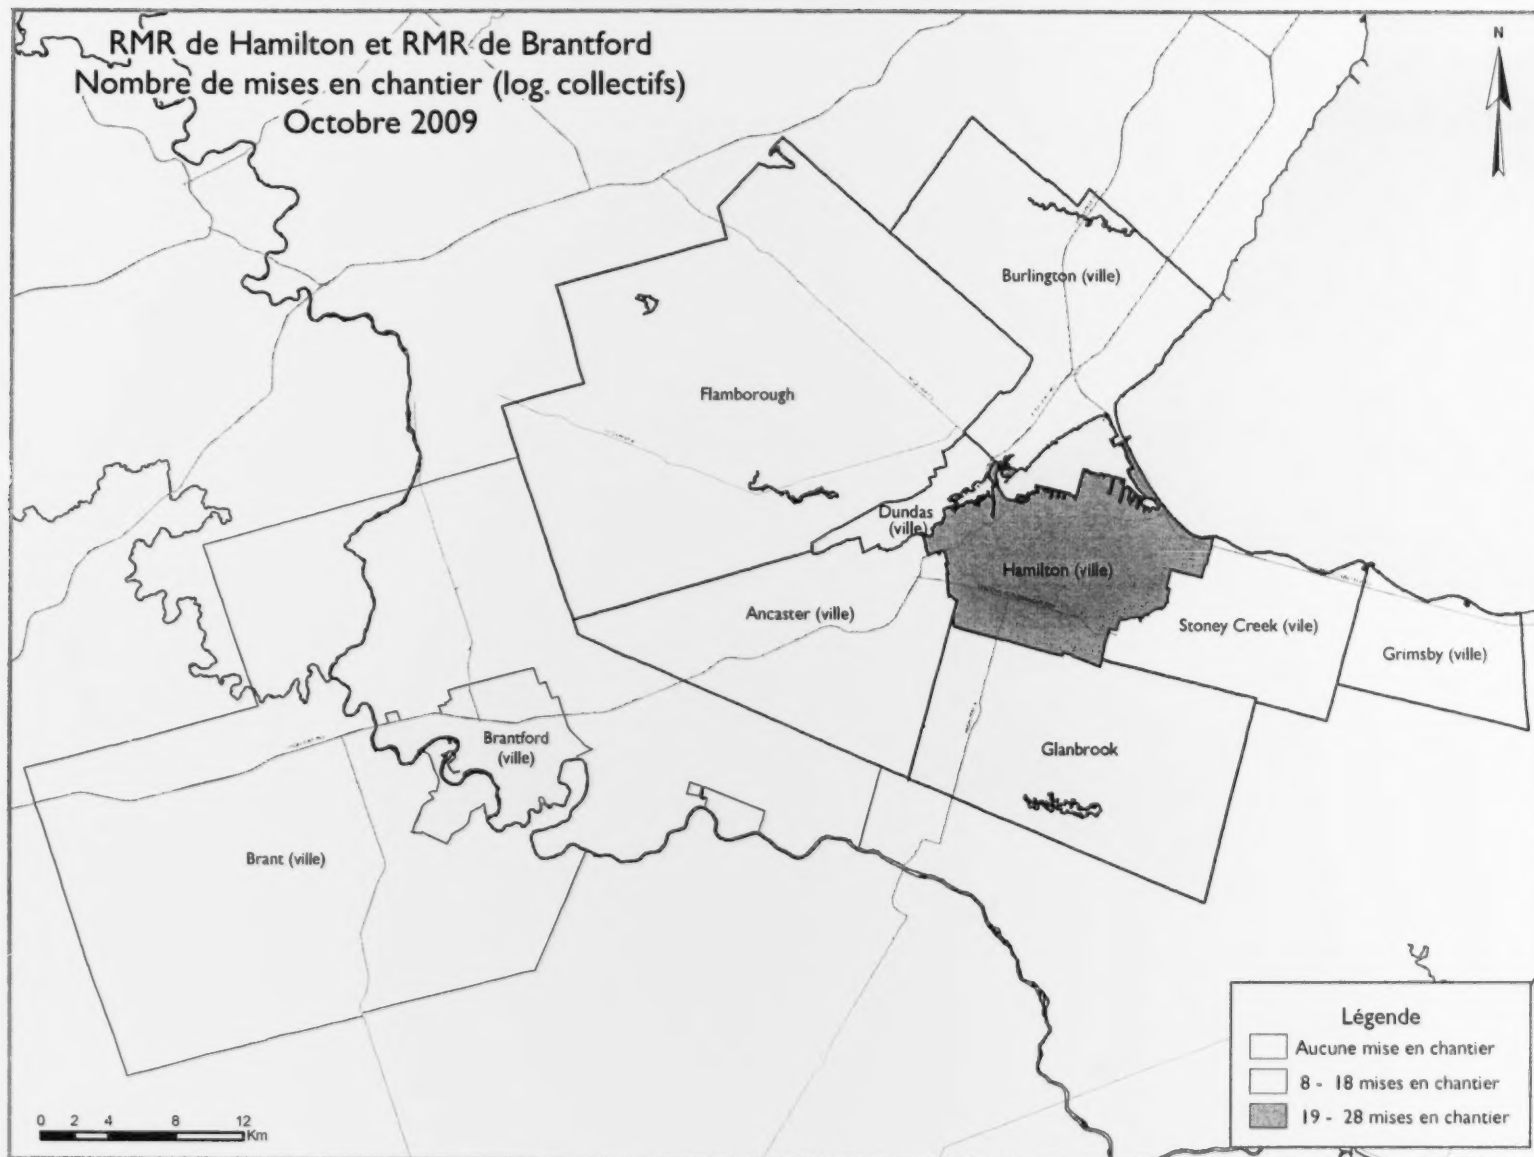 RMR de Hamilton et RMR de Brantford
Nombre de mises en chantier (log. collectifs)
Octobre 2009
N
Burlington (ville)
Flamborough
Dundas
(ville)
Hamilton (ville)
Ancaster (ville)
Stoney Creek (vile)
Grimsby (ville)
Brantford
(ville)
Glanbrook
Brant (ville)
Légende
Aucune mise en chantier
8 - 18 mises en chantier
19 - 28 mises en chantier
0 2 4 8 12
Km